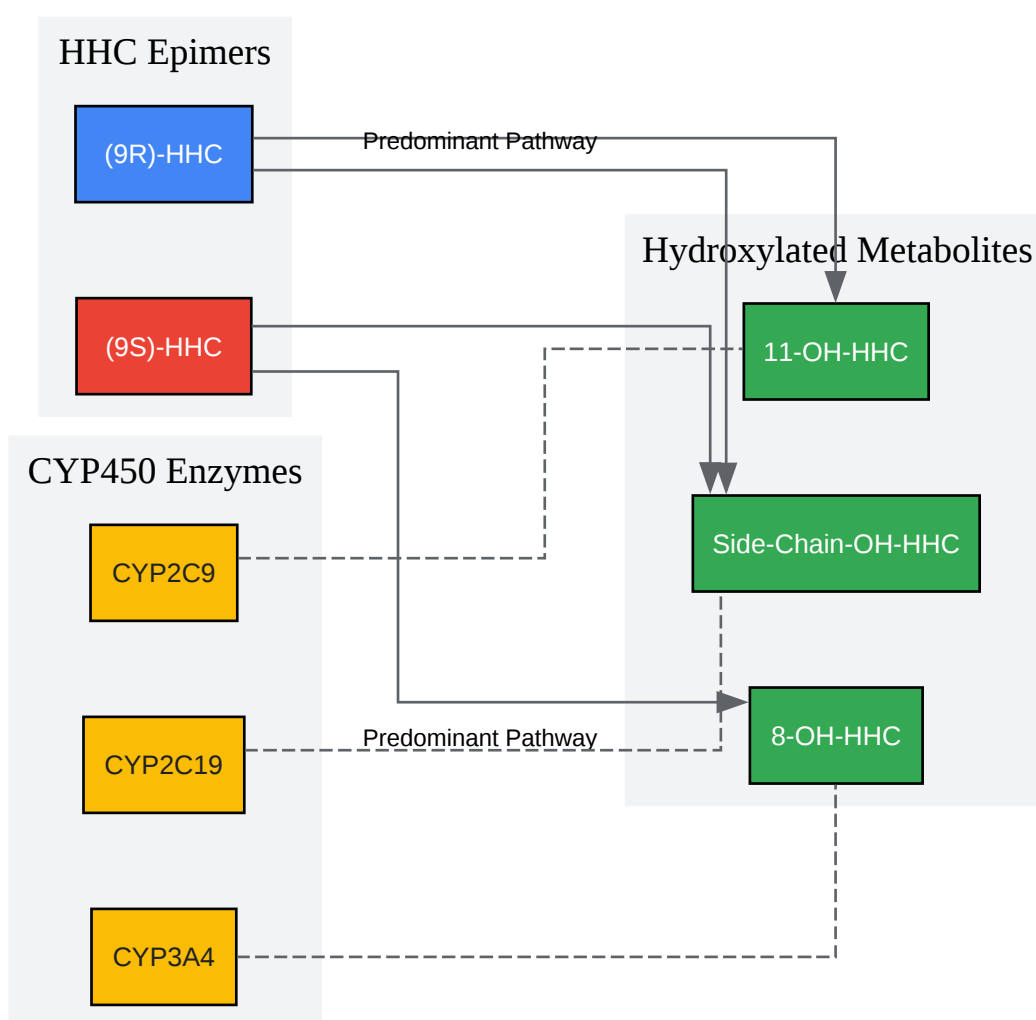 HHC Epimers
(9R)-HHC
Predominant Pathway
Hydroxylated Metabolites
(9S)-HHC
11-OH-HHC
CYP450 Enzymes
Side-Chain-OH-HHC
CYP2C9
CYP2C19
Predominant Pathway
8-OH-HHC
CYP3A4